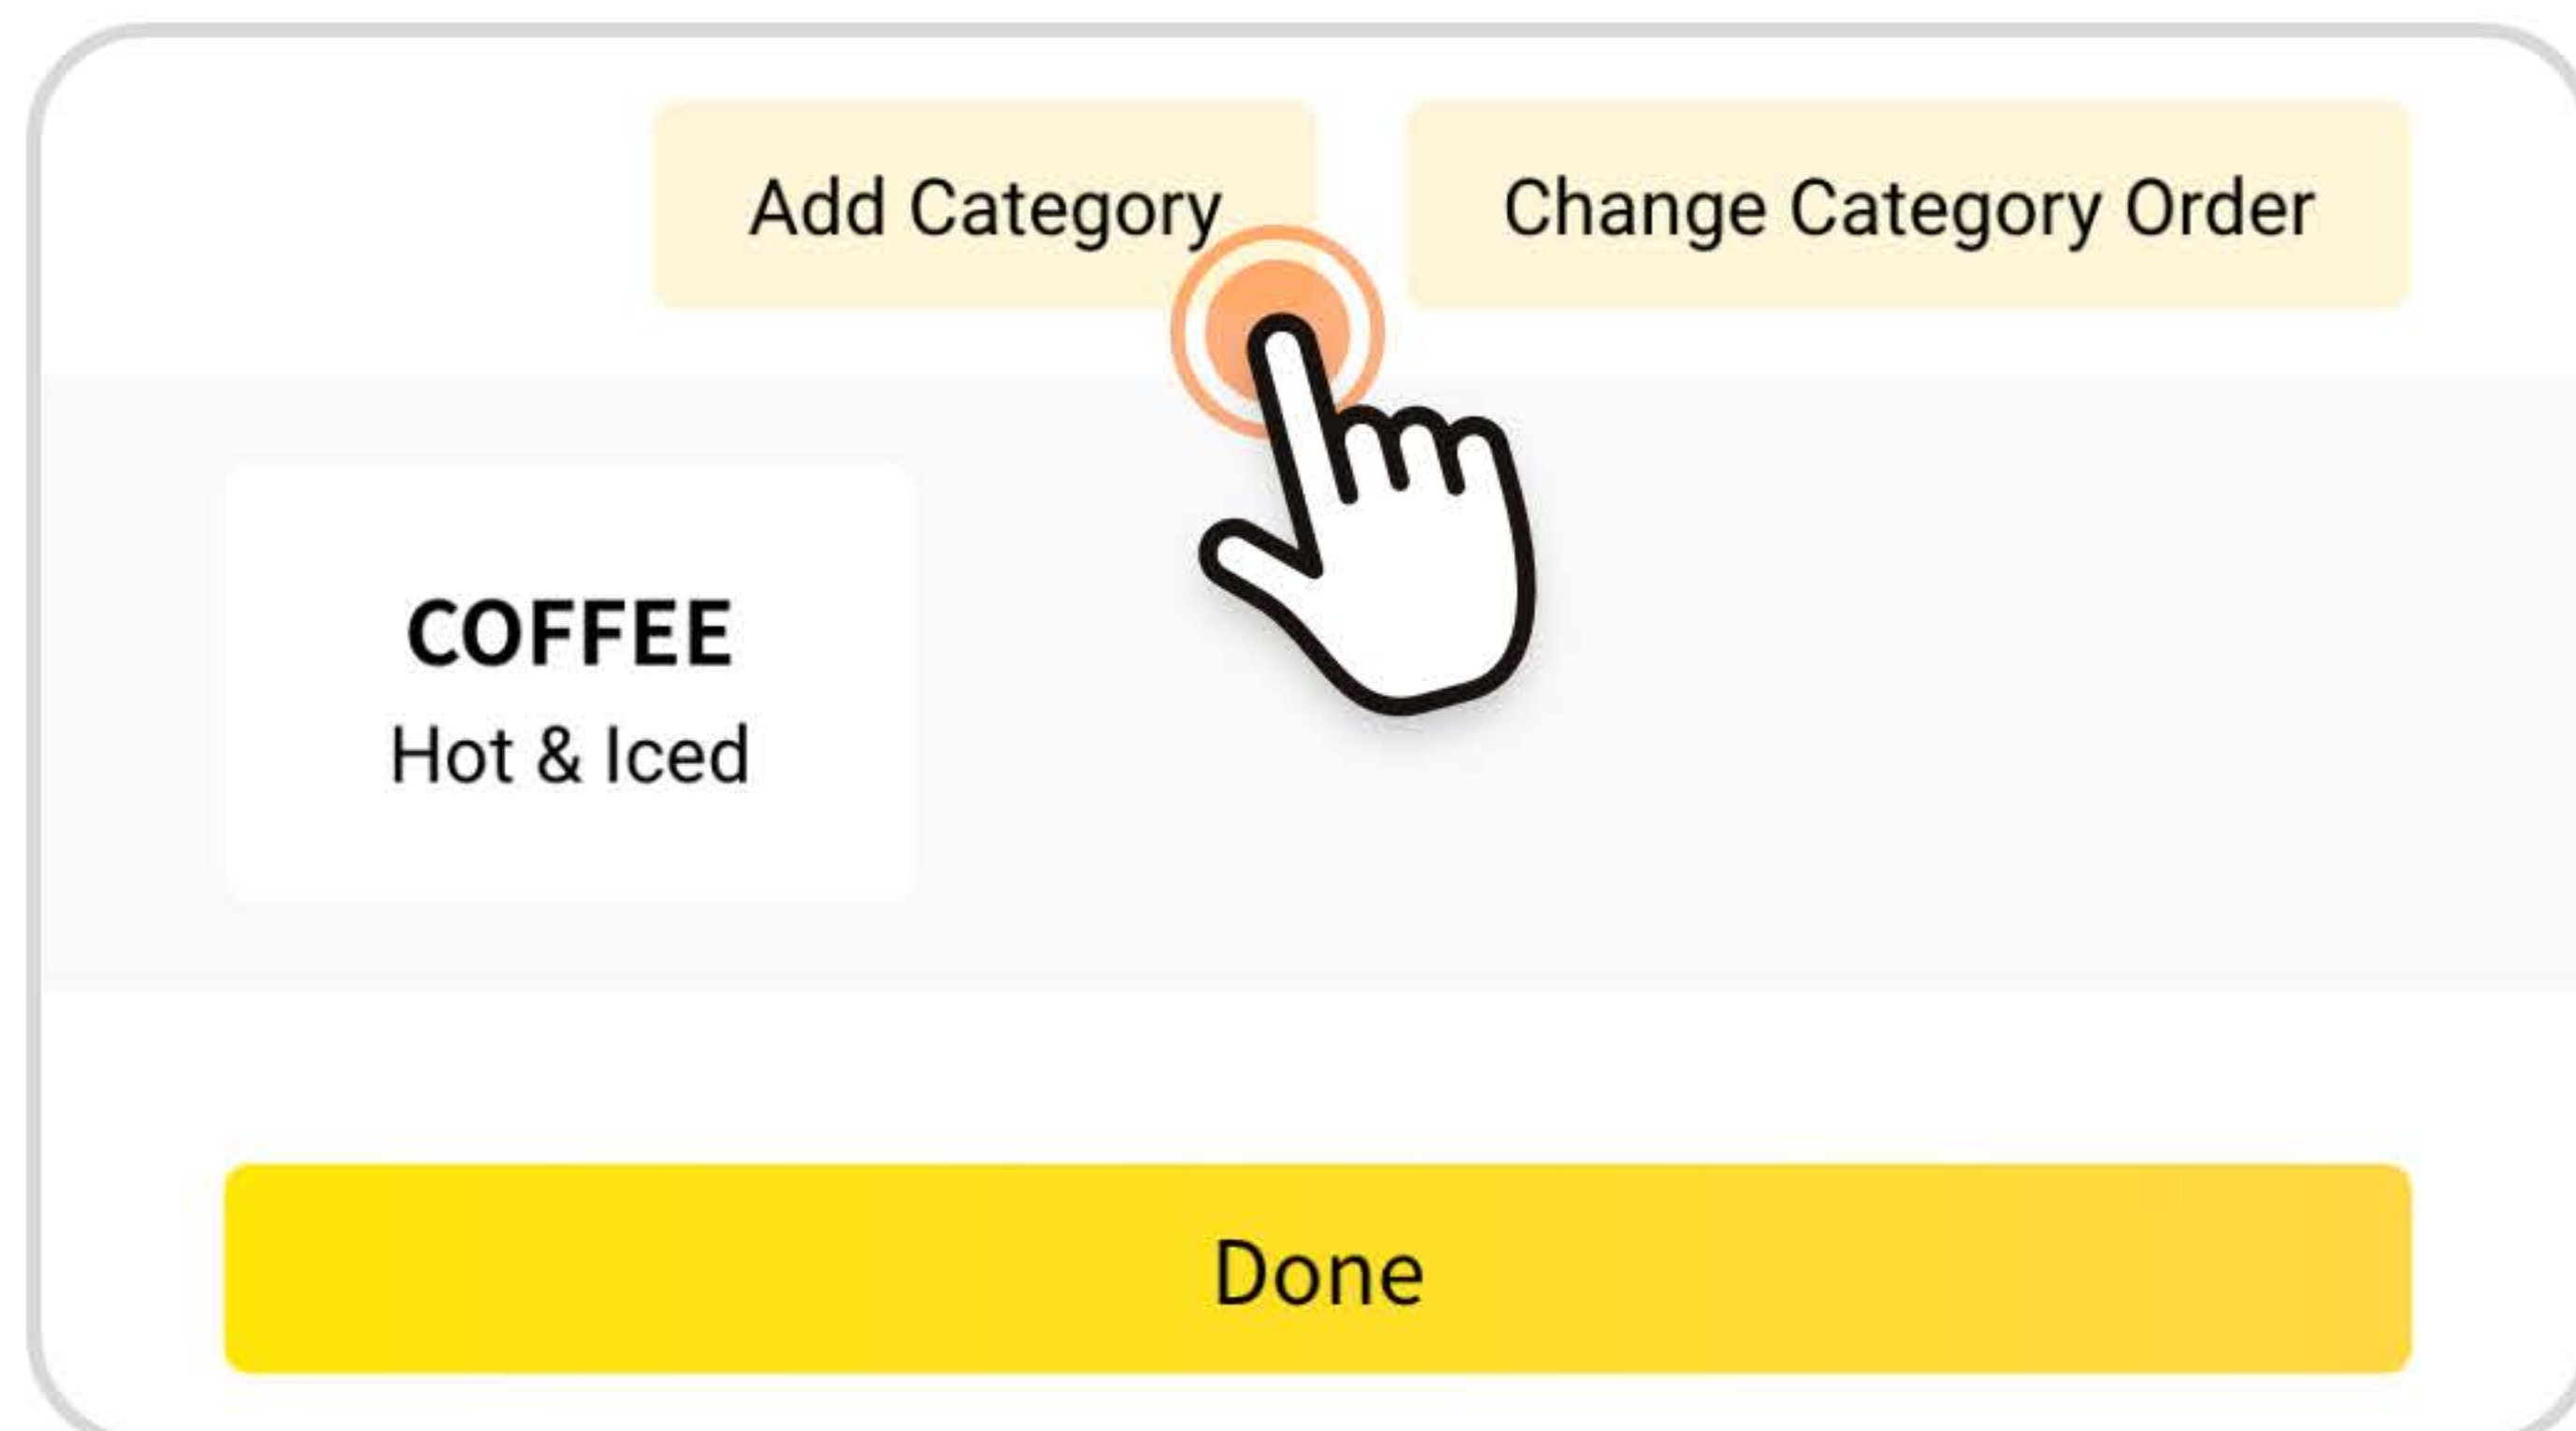 Add Category
Change Category Order
COFFEE
Hot & Iced
Done